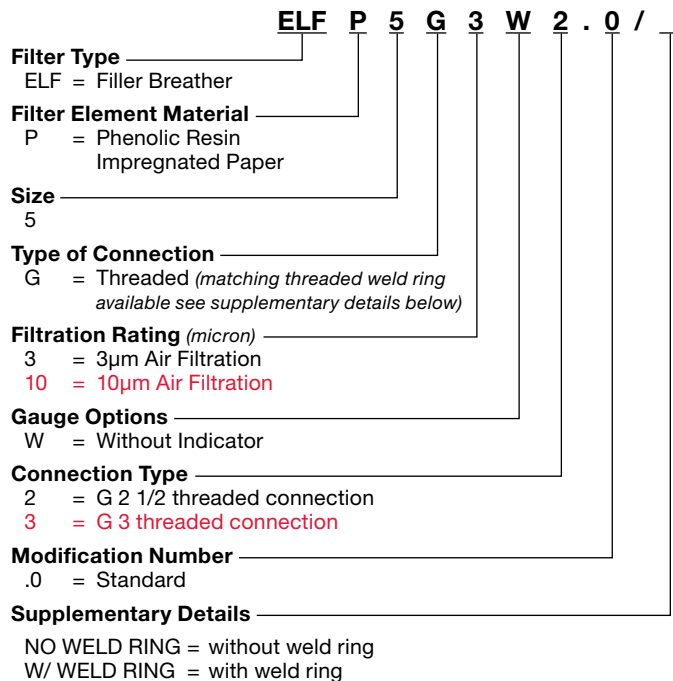 ELF P 5 G 3 W 2 . 0 / _
Filter Type
ELF = Filler Breather
Filter Element Material
P = Phenolic Resin
Impregnated Paper
Size
5
Type of Connection
G = Threaded (matching threaded weld ring
available see supplementary details below)
Filtration Rating (micron)
3 = 3µm Air Filtration
10 = 10µm Air Filtration
Gauge Options
W = Without Indicator
Connection Type
2 = G 2 1/2 threaded connection
3 = G 3 threaded connection
Modification Number
.0 = Standard
Supplementary Details
NO WELD RING = without weld ring
W/ WELD RING = with weld ring